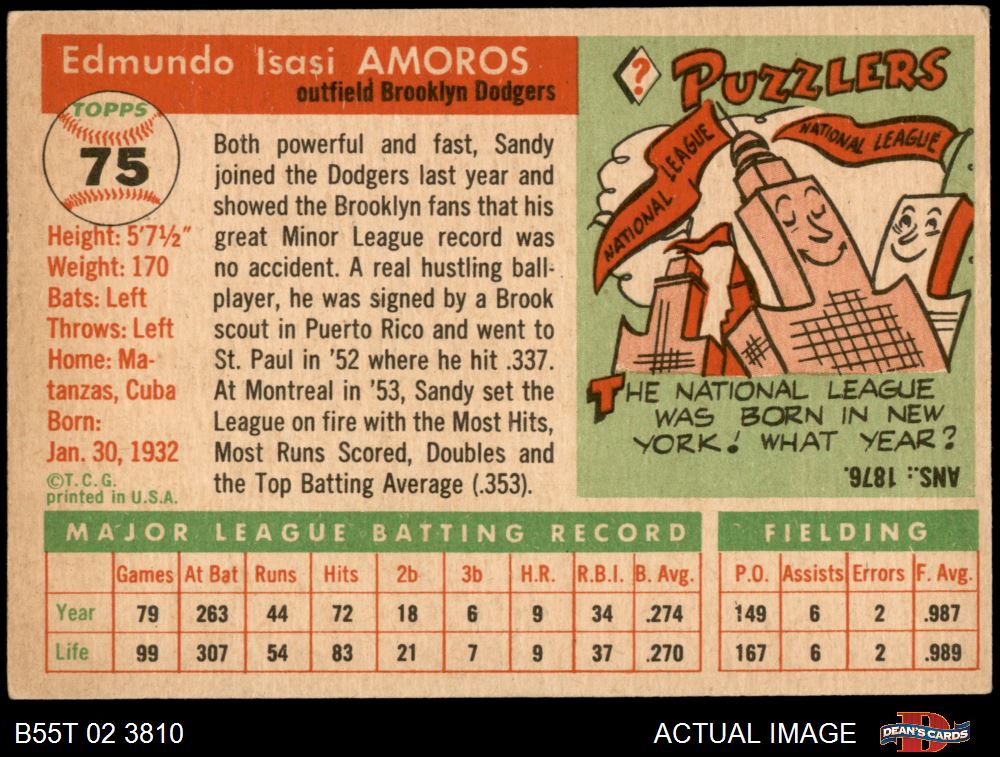 Edmundo Isasi AMOROS
outfield Brooklyn Dodgers
TOPPS
75
Height: 5'7½"
Weight: 170
Bats: Left
Throws: Left
Home: Ma-
tanzas, Cuba
Born:
Jan. 30, 1932
©T.C.G.
printed in U.S.A.
Both powerful and fast, Sandy
joined the Dodgers last year and
showed the Brooklyn fans that his
great Minor League record was
no accident. A real hustling ball-
player, he was signed by a Brook
scout in Puerto Rico and went to
St. Paul in '52 where he hit .337.
At Montreal in '53, Sandy set the
League on fire with the Most Hits,
Most Runs Scored, Doubles and
the Top Batting Average (.353).
?
PUZZLERS
NATIONAL LEAGUE
NATIONAL LEAGUE
THE NATIONAL LEAGUE
WAS BORN IN NEW
YORK! WHAT YEAR?
ANS.: 1876.
MAJOR LEAGUE BATTING RECORD
Games At Bat Runs Hits 2b 3b H.R. R.B.I. B. Avg.
Year 79 263 44 72 18 6 9 34 .274
Life 99 307 54 83 21 7 9 37 .270
FIELDING
P.O. Assists Errors F. Avg.
149 6 2 .987
167 6 2 .989
B55T 02 3810
ACTUAL IMAGE
DEAN'S CARDS